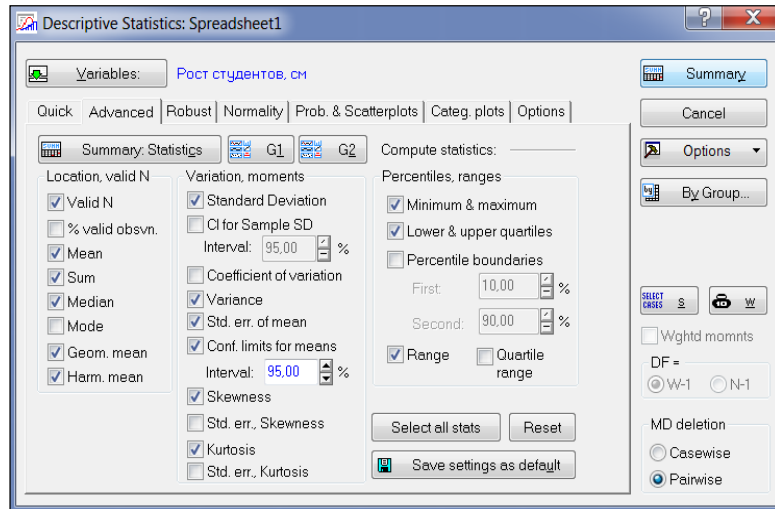 Descriptive Statistics: Spreadsheet1
?
X
Variables:
Рост студентов, см
SUMM
Summary
Quick
Advanced
Robust
Normality
Prob. & Scatterplots
Categ. plots
Options
Cancel
Summary: Statistics
G1
G2
Compute statistics:
Options
By Group...
Location, valid N
Valid N
% valid obsvn.
Mean
Sum
Median
Mode
Geom. mean
Harm. mean
Variation, moments
Standard Deviation
CI for Sample SD
Interval: 95,00 %
Coefficient of variation
Variance
Std. err. of mean
Conf. limits for means
Interval: 95,00 %
Skewness
Std. err., Skewness
Kurtosis
Std. err., Kurtosis
Percentiles, ranges
Minimum & maximum
Lower & upper quartiles
Percentile boundaries
First: 10,00 %
Second: 90,00 %
Range
Quartile
range
Select all stats
Reset
Save settings as default
SELECT
CASES
S
W
Wghtd momnts
DF =
W-1
N-1
MD deletion
Casewise
Pairwise